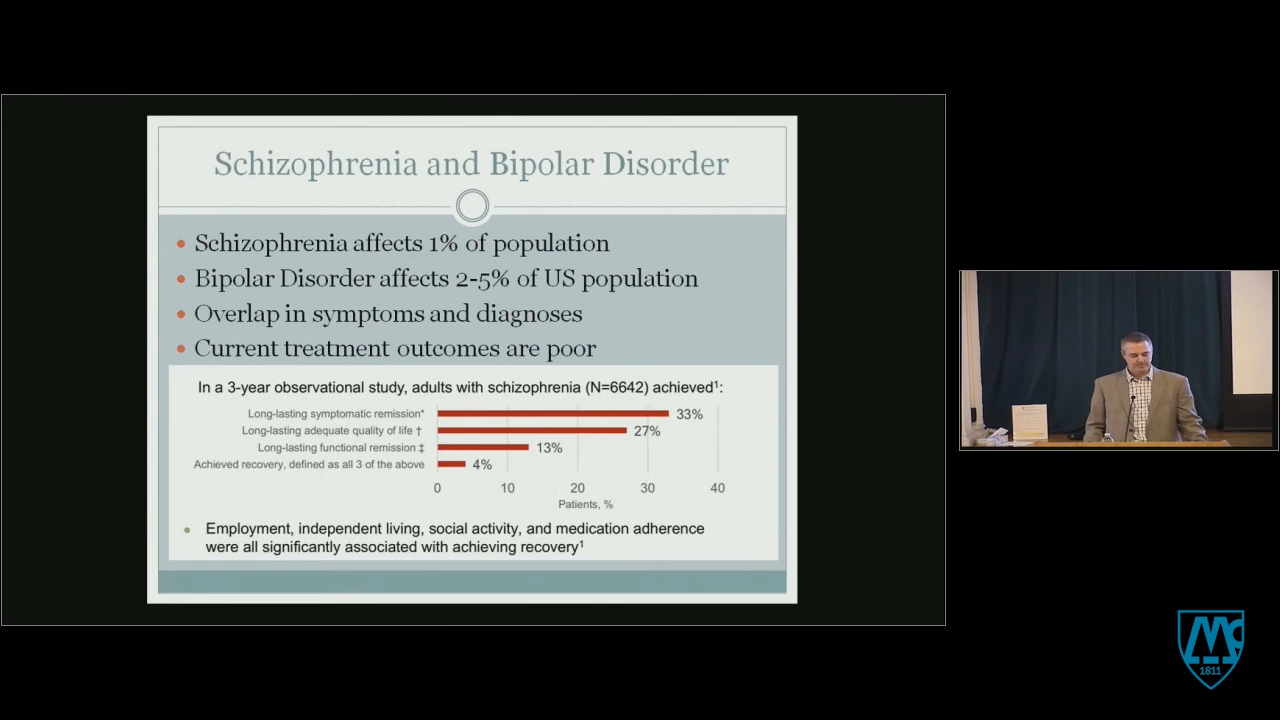 Schizophrenia and Bipolar Disorder
• Schizophrenia affects 1% of population
• Bipolar Disorder affects 2-5% of US population
• Overlap in symptoms and diagnoses
• Current treatment outcomes are poor
In a 3-year observational study, adults with schizophrenia (N=6642) achieved¹:
Long-lasting symptomatic remission* 33%
Long-lasting adequate quality of life † 27%
Long-lasting functional remission ‡ 13%
Achieved recovery, defined as all 3 of the above 4%
0 10 20 30 40
Patients, %
• Employment, independent living, social activity, and medication adherence
were all significantly associated with achieving recovery¹
Mc
1811